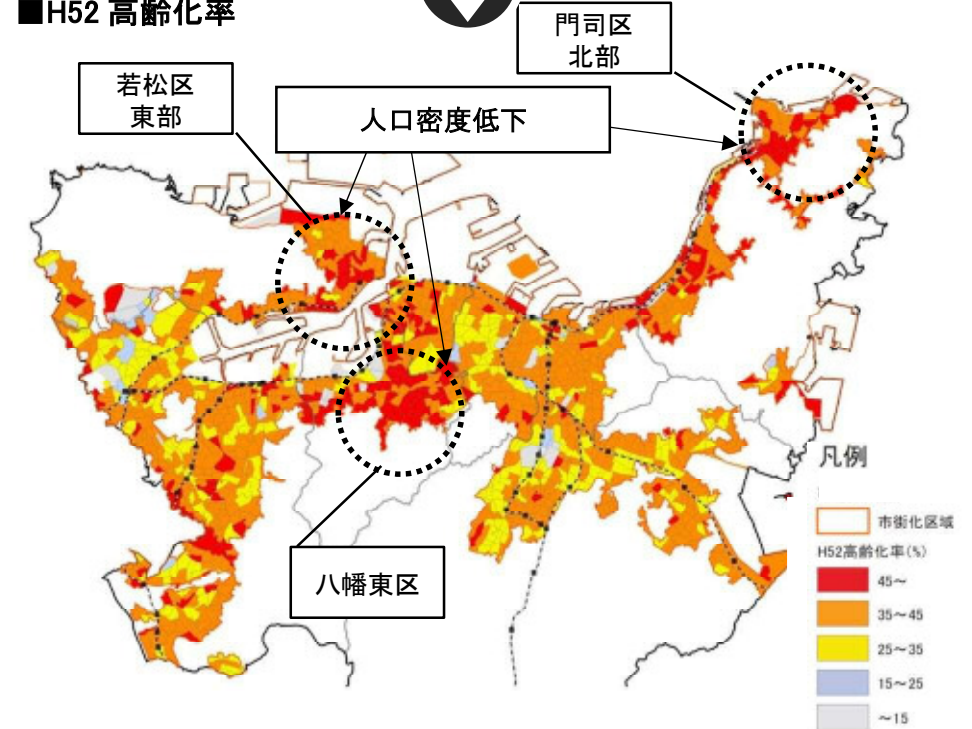 ■H52 高齢化率
門司区
北部
若松区
東部
人口密度低下
八幡東区
凡例
市街化区域
H52高齢化率(%)
45～
35～45
25～35
15～25
～15